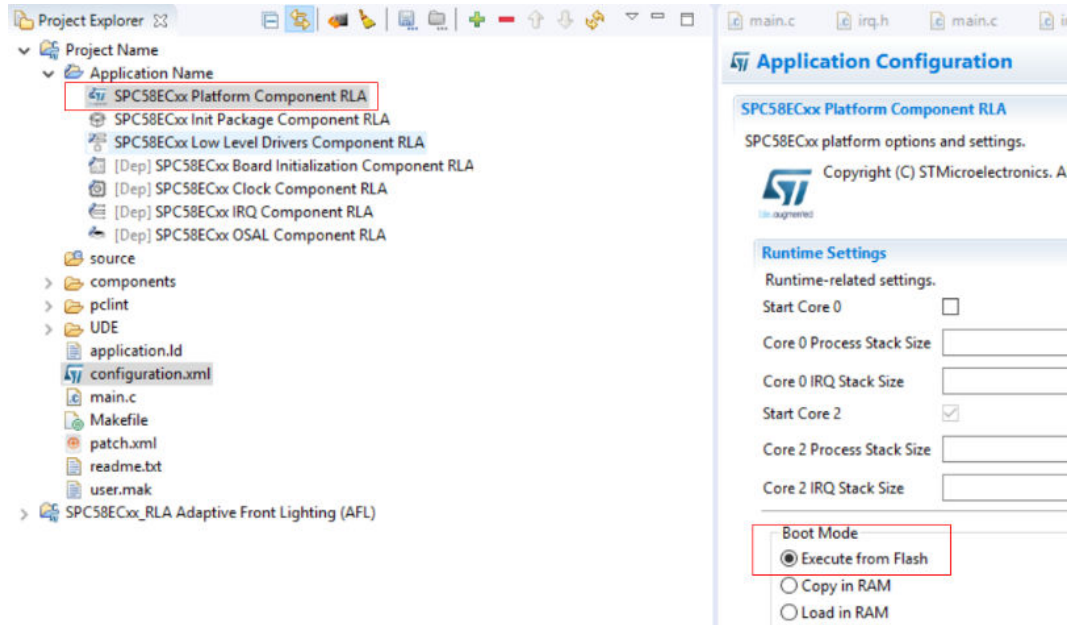 Project Explorer
Project Name
Application Name
SPC58ECxx Platform Component RLA
SPC58ECxx Init Package Component RLA
SPC58ECxx Low Level Drivers Component RLA
[Dep] SPC58ECxx Board Initialization Component RLA
[Dep] SPC58ECxx Clock Component RLA
[Dep] SPC58ECxx IRQ Component RLA
[Dep] SPC58ECxx OSAL Component RLA
source
components
pclint
UDE
application.ld
configuration.xml
main.c
Makefile
patch.xml
readme.txt
user.mak
SPC58ECxx_RLA Adaptive Front Lighting (AFL)
main.c irq.h main.c
Application Configuration
SPC58ECxx Platform Component RLA
SPC58ECxx platform options and settings.
Copyright (C) STMicroelectronics. A
life.augmented
Runtime Settings
Runtime-related settings.
Start Core 0
Core 0 Process Stack Size
Core 0 IRQ Stack Size
Start Core 2
Core 2 Process Stack Size
Core 2 IRQ Stack Size
Boot Mode
Execute from Flash
Copy in RAM
Load in RAM